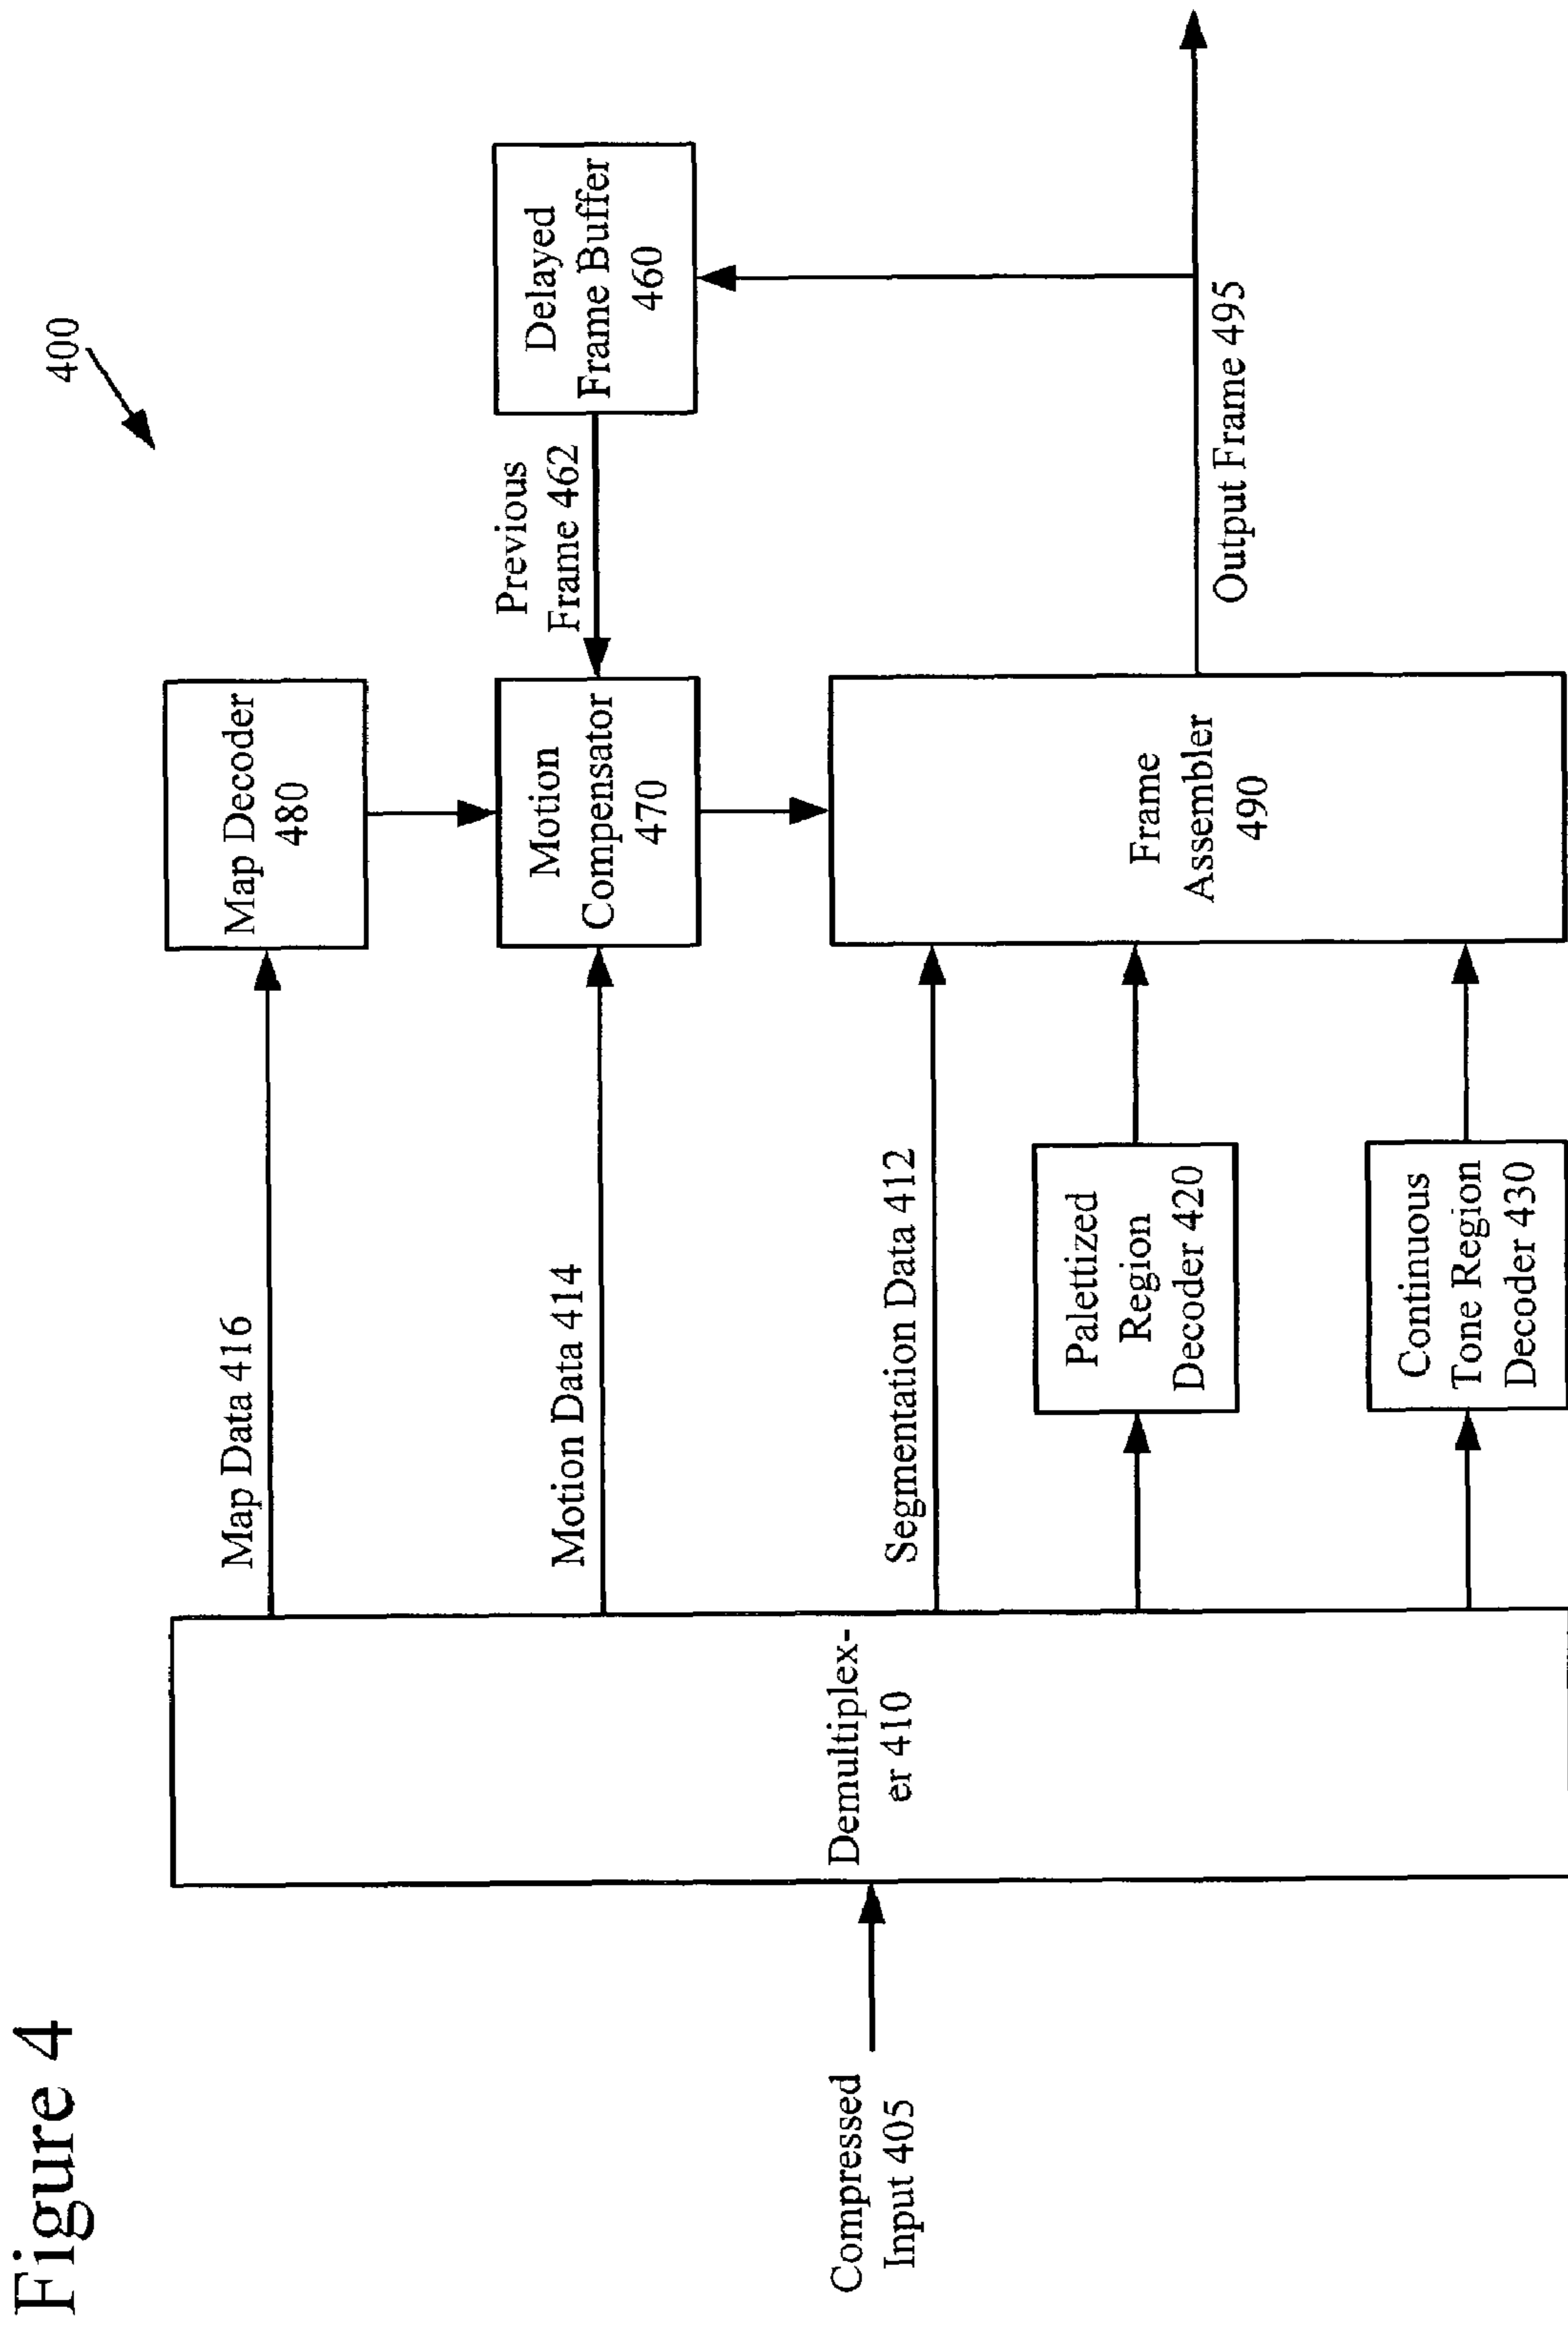 Figure 4
400
Map Data 416
Map Decoder
480
Motion Data 414
Motion
Compensator
470
Previous
Frame 462
Delayed
Frame Buffer
460
Compressed
Input 405
Demultiplex-
er 410
Segmentation Data 412
Palettized
Region
Decoder 420
Continuous
Tone Region
Decoder 430
Frame
Assembler
490
Output Frame 495